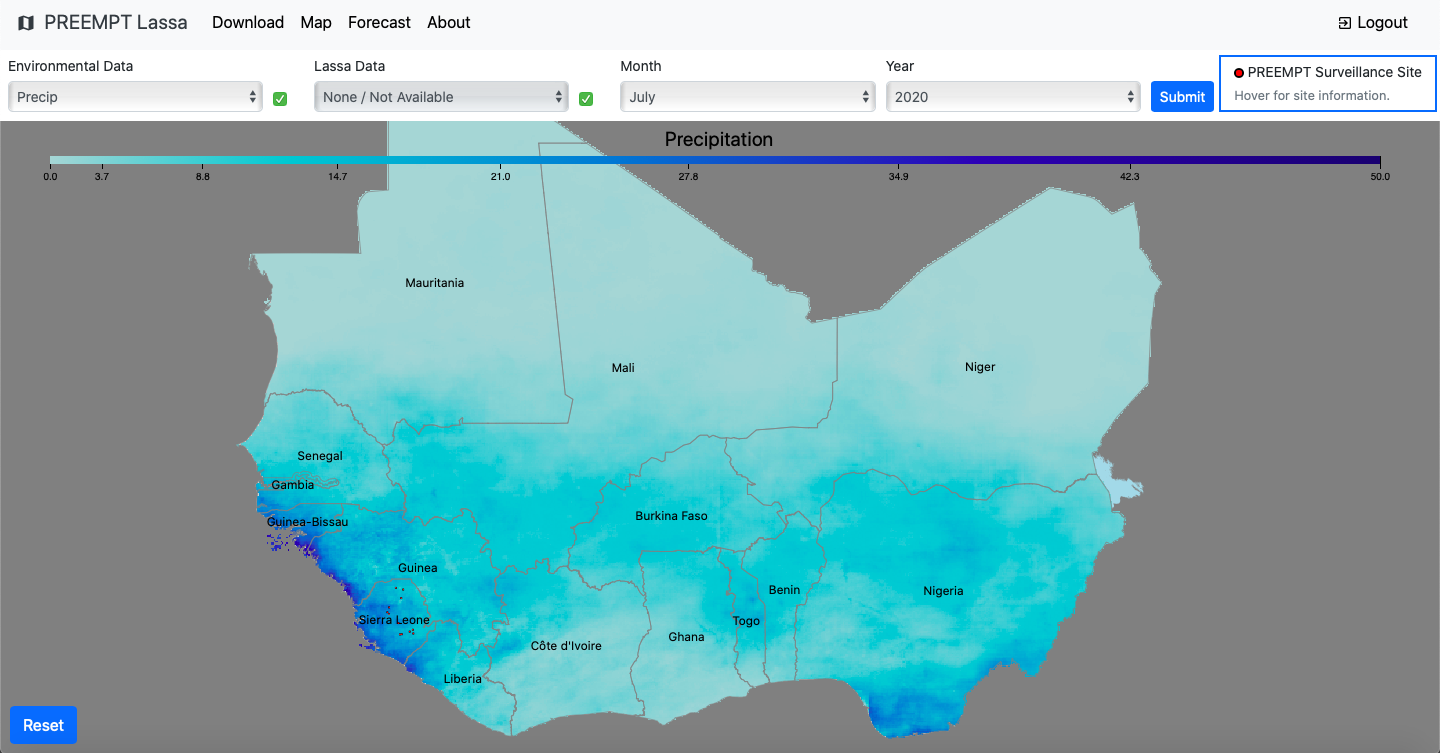 PREEMPT Lassa Download Map Forecast About Logout
Environmental Data Lassa Data Month Year
PREEMPT Surveillance Site
Precip None / Not Available July 2020 Submit
Hover for site information.
Precipitation
0.0 3.7 8.8 14.7 21.0 27.8 34.9 42.3 50.0
Mauritania
Mali
Niger
Senegal
Gambia
Guinea-Bissau
Burkina Faso
Guinea
Benin
Nigeria
Sierra Leone
Togo
Ghana
Côte d'Ivoire
Liberia
Reset